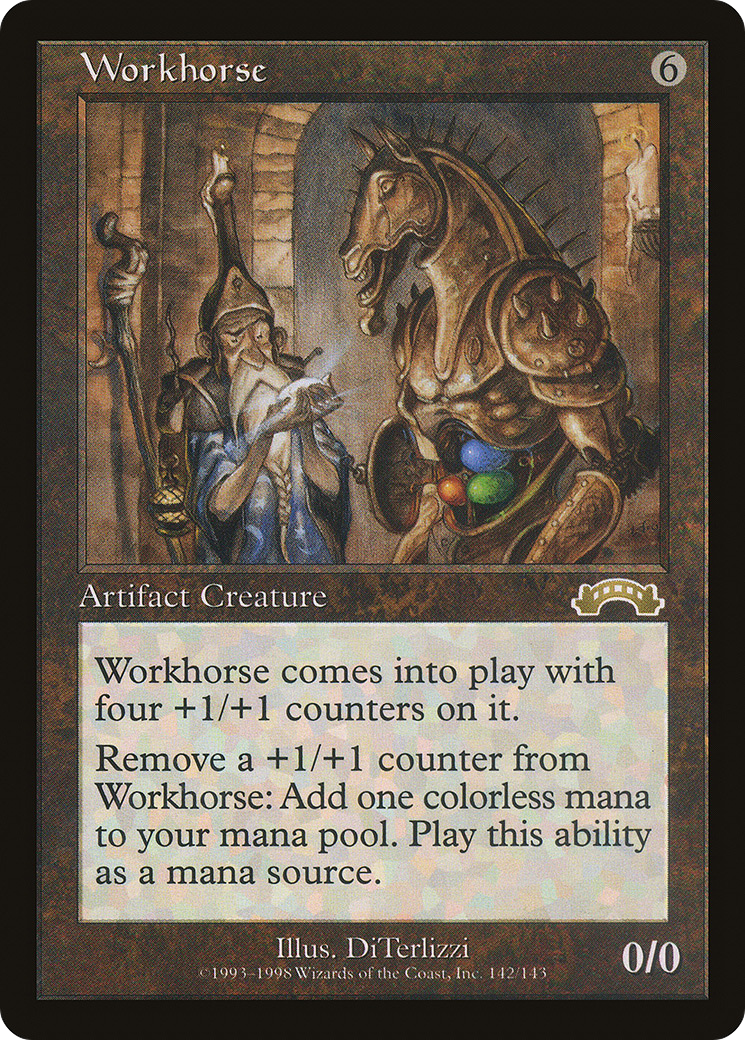 Workhorse
6
Artifact Creature
Workhorse comes into play with
four +1/+1 counters on it.
Remove a +1/+1 counter from
Workhorse: Add one colorless mana
to your mana pool. Play this ability
as a mana source.
Illus. DiTerlizzi
©1993–1998 Wizards of the Coast, Inc. 142/143
0/0